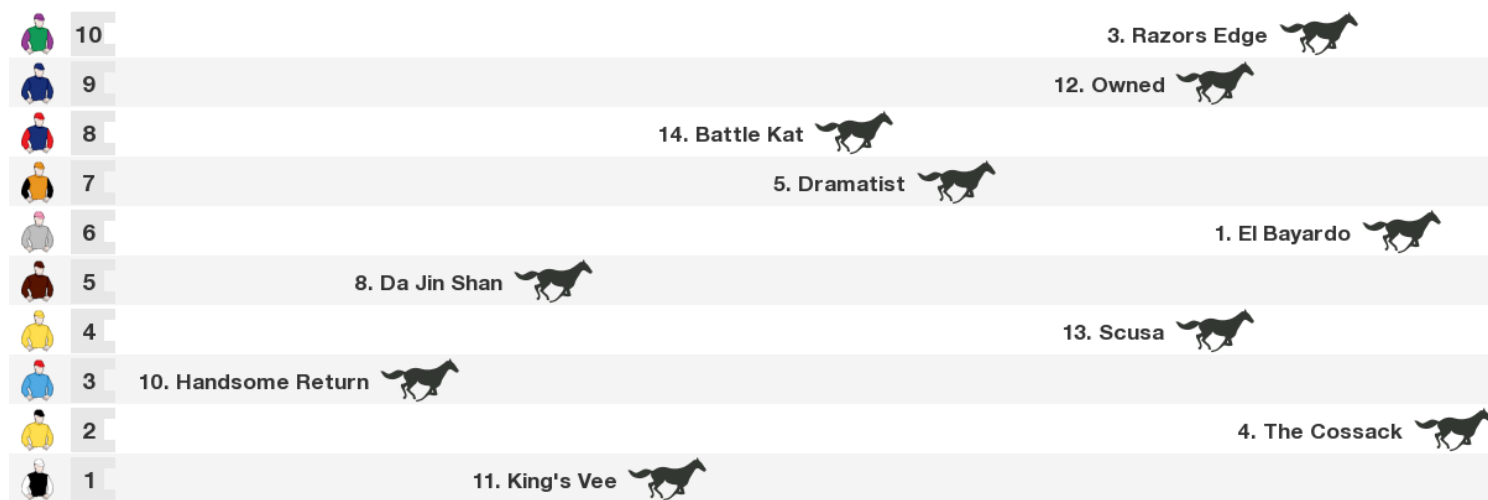 10 3. Razors Edge
9 12. Owned
8 14. Battle Kat
7 5. Dramatist
6 1. El Bayardo
5 8. Da Jin Shan
4 13. Scusa
3 10. Handsome Return
2 4. The Cossack
1 11. King's Vee